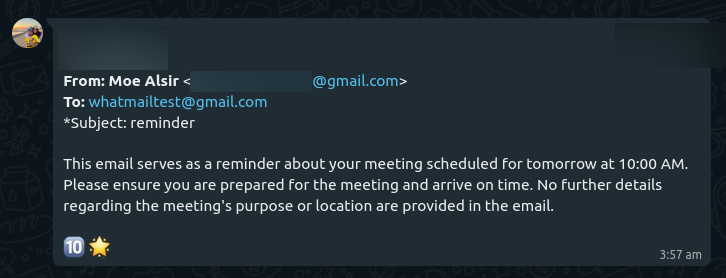 From: Moe Alsir < @gmail.com>
To: whatmailtest@gmail.com
*Subject: reminder
This email serves as a reminder about your meeting scheduled for tomorrow at 10:00 AM.
Please ensure you are prepared for the meeting and arrive on time. No further details
regarding the meeting's purpose or location are provided in the email.
🔟 🌟
3:57 am